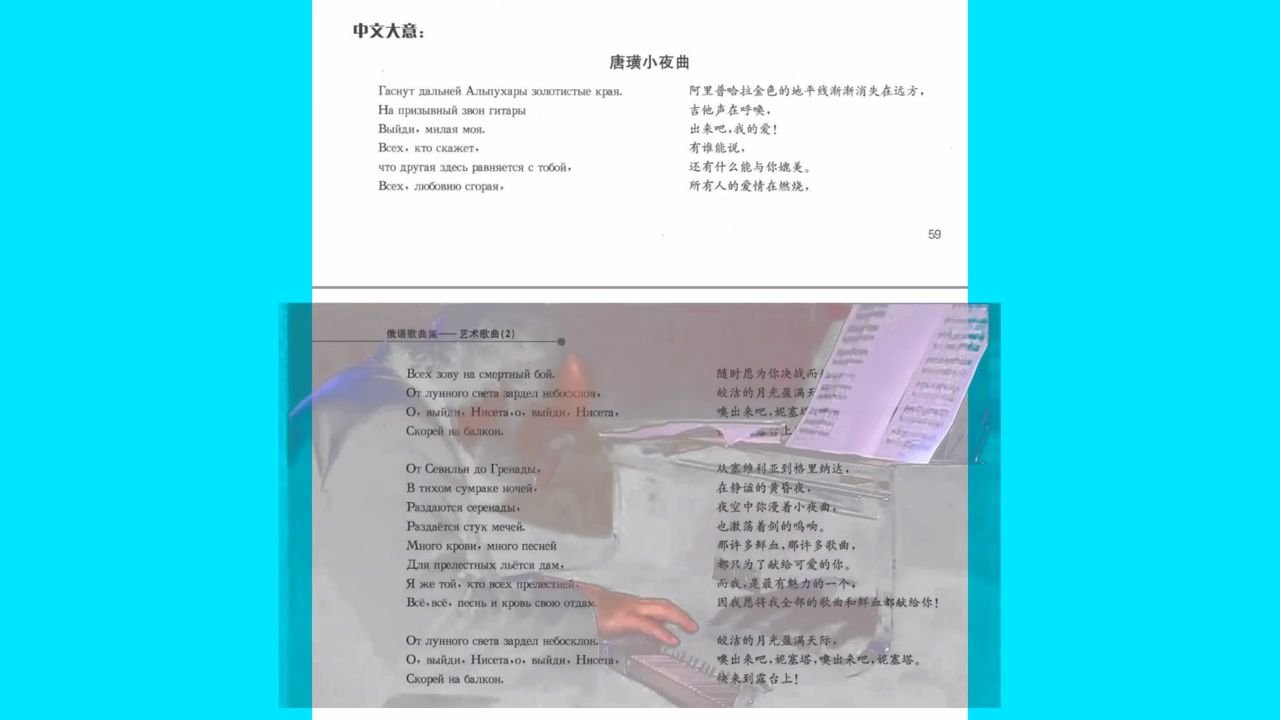 中文大意：
唐璜小夜曲
Гаснут дальней Альпухары золотистые края. 阿里普哈拉金色的地平线渐渐消失在远方，
На призывный звон гитары 吉他声在呼唤，
Выйди, милая моя. 出来吧，我的爱！
Всех, кто скажет, 有谁能说，
что другая здесь равняется с тобой, 还有什么能与你媲美。
Всех, любовию сгорая, 所有人的爱情在燃烧，
59
俄语歌曲集——艺术歌曲(2)
Всех зову на смертный бой. 随时愿为你决战而
От лунного света зардел небосклон, 皎洁的月光盈满天
О, выйди, Нисета,о, выйди, Нисета, 噢出来吧，妮塞塔
Скорей на балкон. 台上
От Севильи до Гренады, 从塞维利亚到格里纳达，
В тихом сумраке ночей, 在静谧的黄昏夜，
Раздаются серенады, 夜空中弥漫着小夜曲，
Раздаётся стук мечей. 也激荡着剑的鸣响。
Много крови, много песней 那许多鲜血，那许多歌曲，
Для прелестных льётся дам, 都只为了献给可爱的你。
Я же той, кто всех прелестней, 而我，是最有魅力的一个，
Всё,всё, песнь и кровь свою отдам. 因我愿将我全部的歌曲和鲜血都献给你！
От лунного света зардел небосклон. 皎洁的月光盈满天际，
О, выйди, Нисета,о, выйди, Нисета, 噢出来吧，妮塞塔，噢出来吧，妮塞塔。
Скорей на балкон. 快来到露台上！